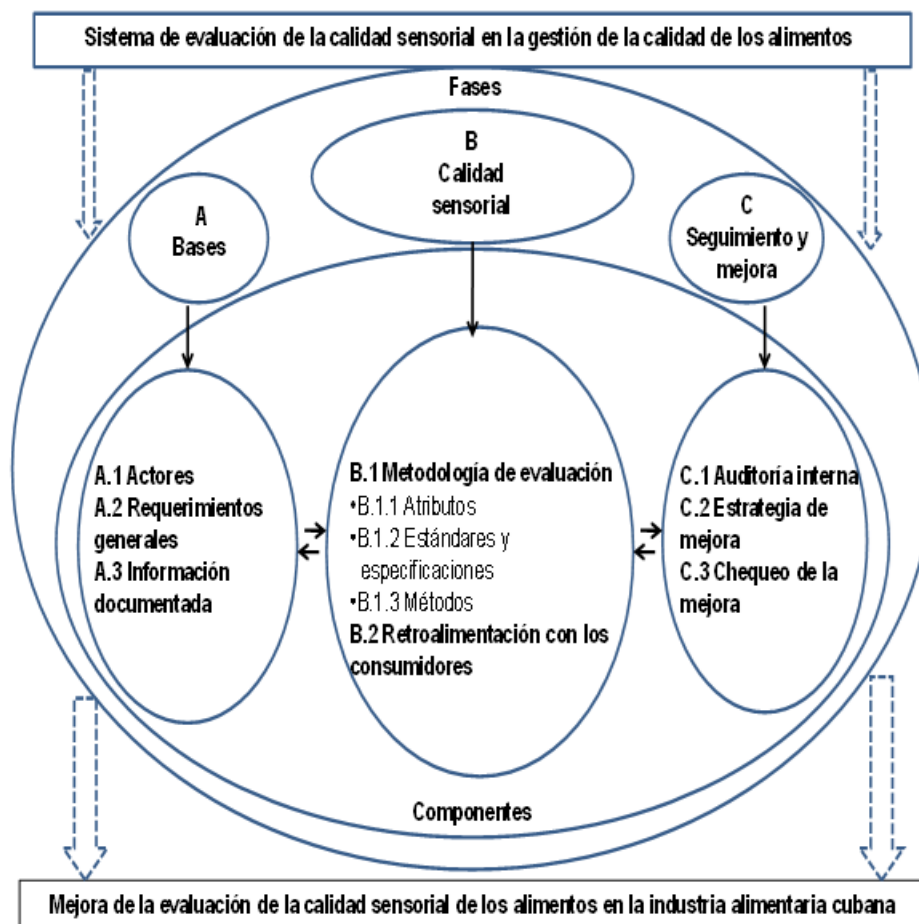 Sistema de evaluación de la calidad sensorial en la gestión de la calidad de los alimentos
Fases
A
Bases
B
Calidad
sensorial
C
Seguimiento y
mejora
A.1 Actores
A.2 Requerimientos
generales
A.3 Información
documentada
B.1 Metodología de evaluación
•B.1.1 Atributos
•B.1.2 Estándares y
especificaciones
•B.1.3 Métodos
B.2 Retroalimentación con los
consumidores
C.1 Auditoría interna
C.2 Estrategia de
mejora
C.3 Chequeo de la
mejora
Componentes
Mejora de la evaluación de la calidad sensorial de los alimentos en la industria alimentaria cubana